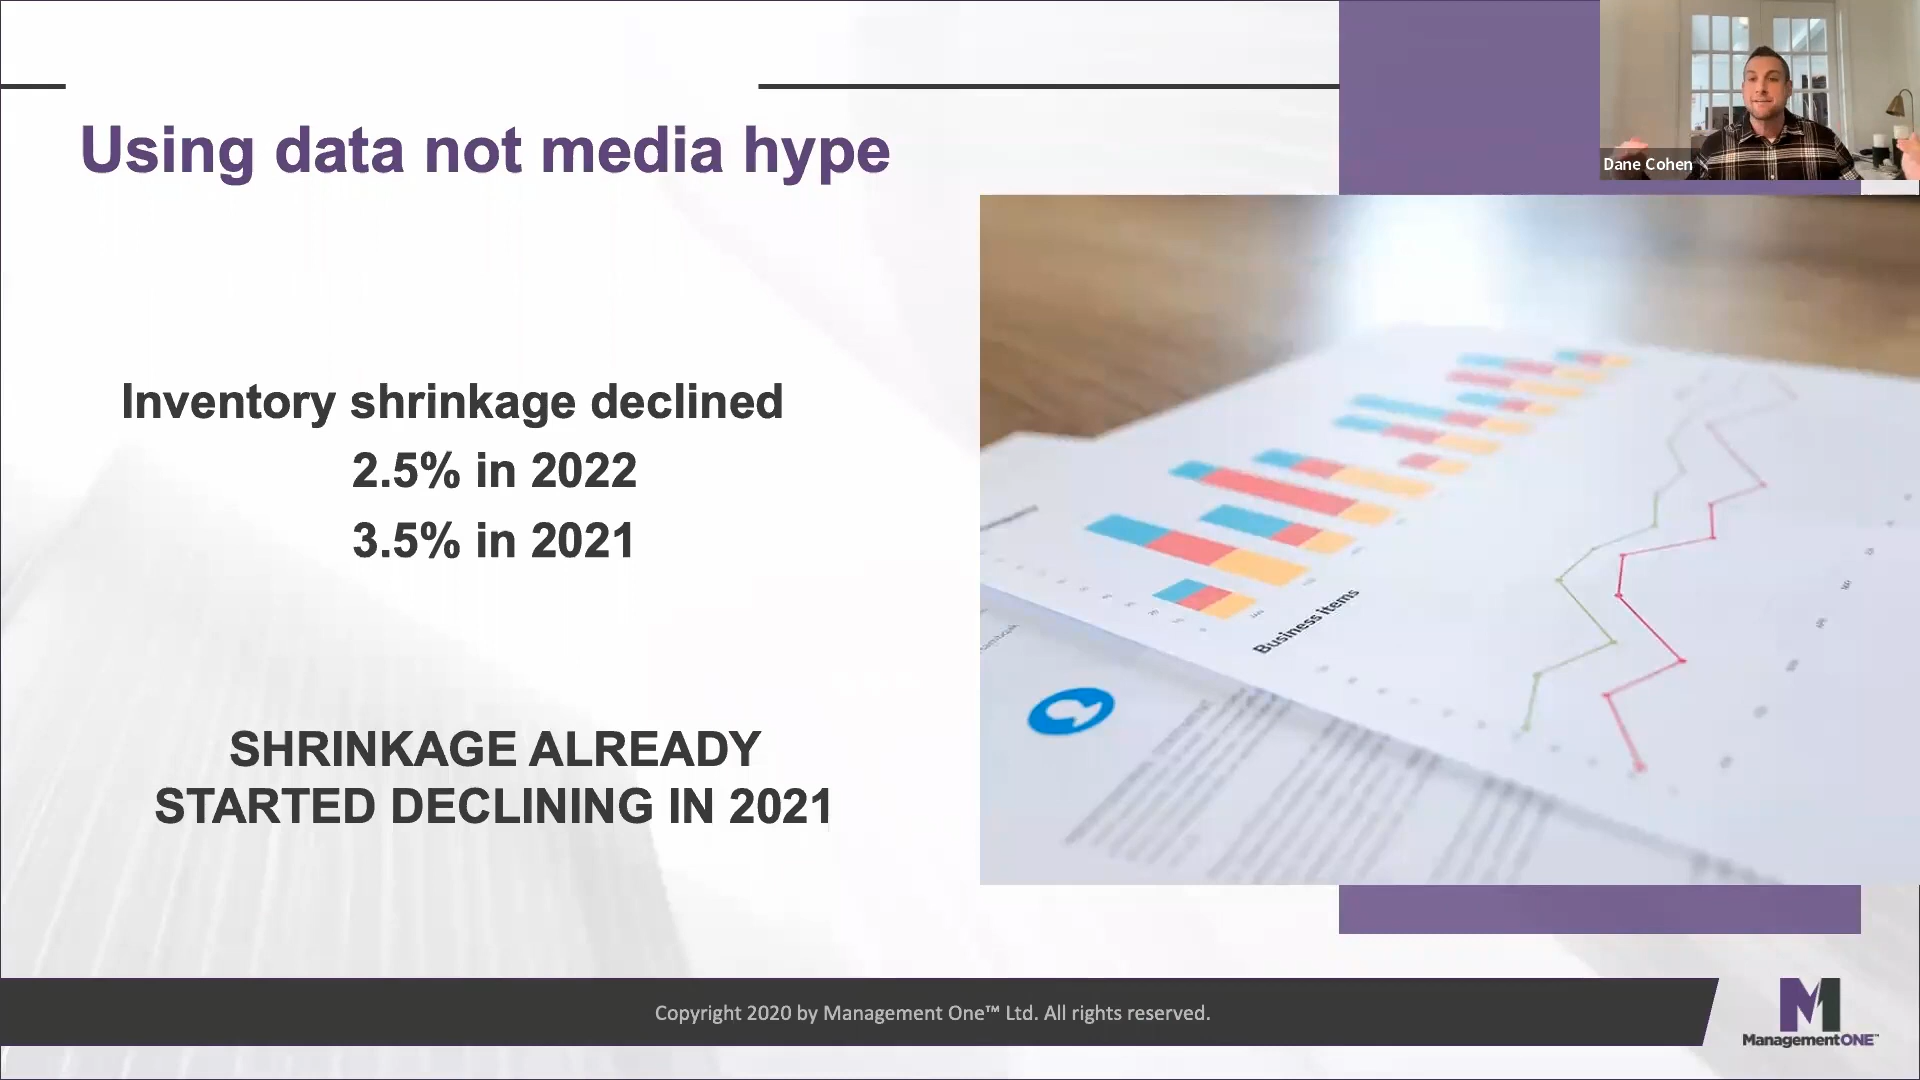 Using data not media hype
Dane Cohen
Inventory shrinkage declined
2.5% in 2022
3.5% in 2021
SHRINKAGE ALREADY
STARTED DECLINING IN 2021
Business items
Copyright 2020 by Management One™ Ltd. All rights reserved.
M
ManagementONE™